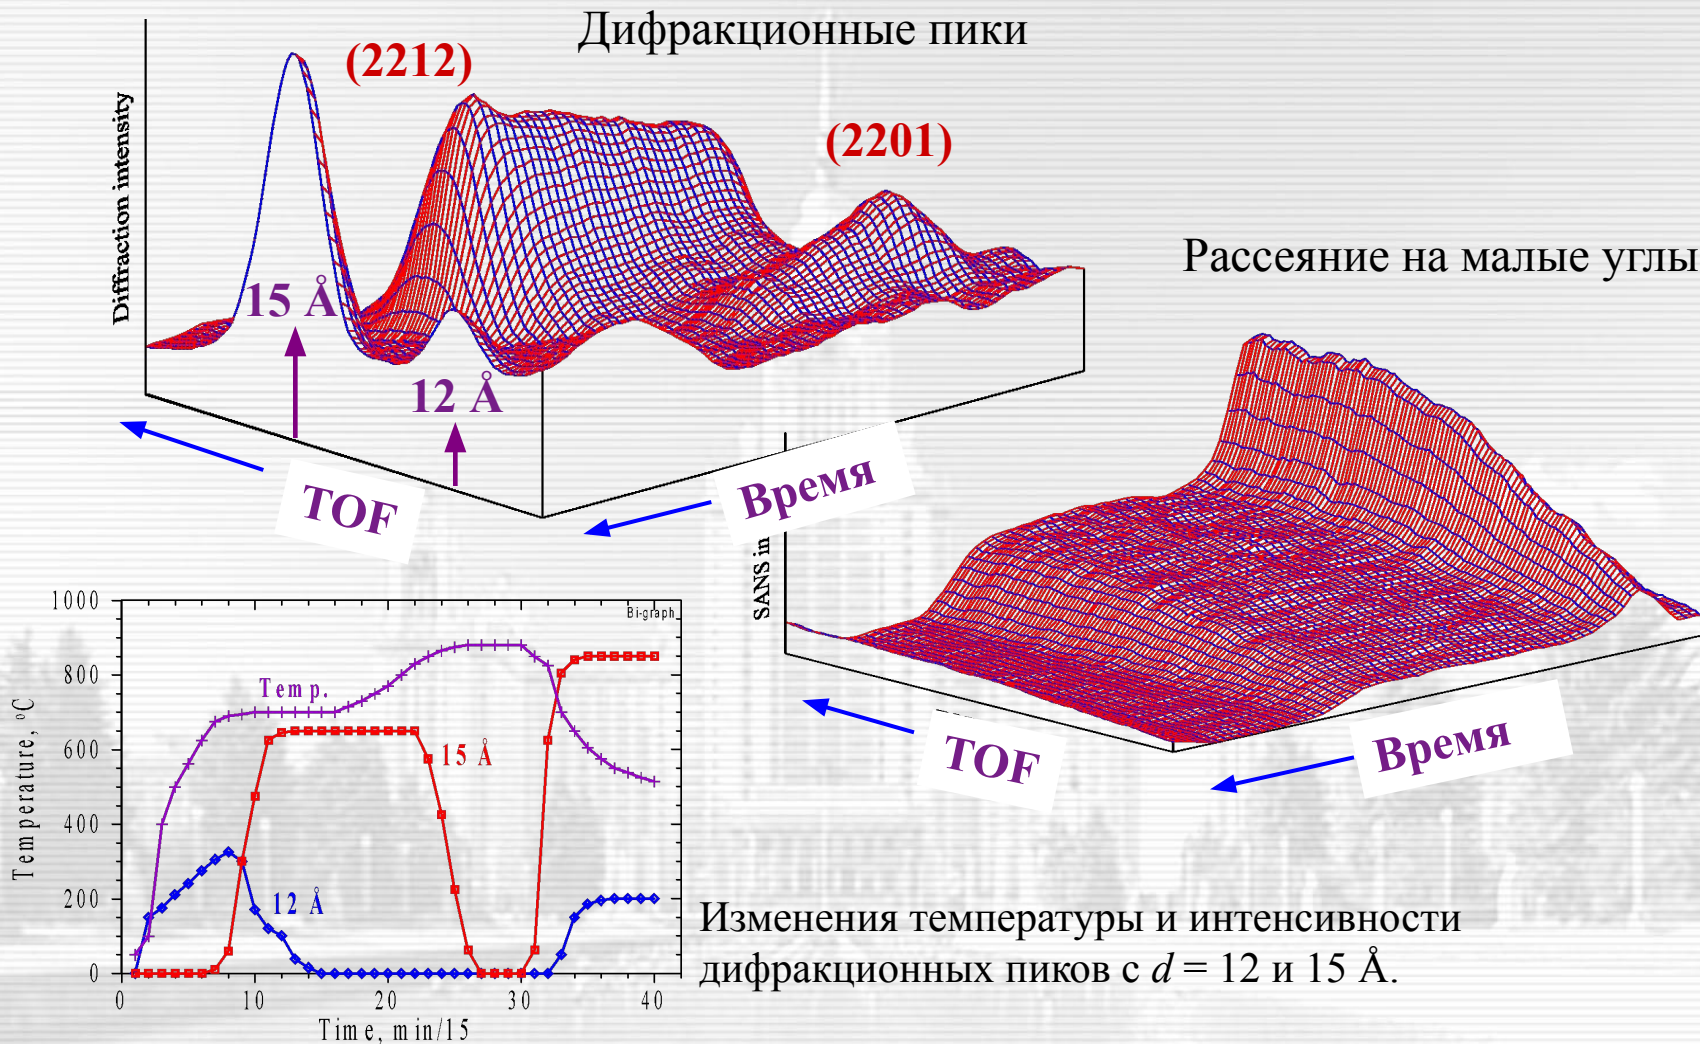 Дифракционные пики
(2212)
(2201)
Diffraction intensity
15 Å
12 Å
TOF
Время
Рассеяние на малые углы
SANS in
TOF
Время
Bi-graph
1000
800
600
400
200
0
Temperature, °C
Temp.
15 Å
12 Å
0 10 20 30 40
Time, min/15
Изменения температуры и интенсивности
дифракционных пиков с d = 12 и 15 Å.